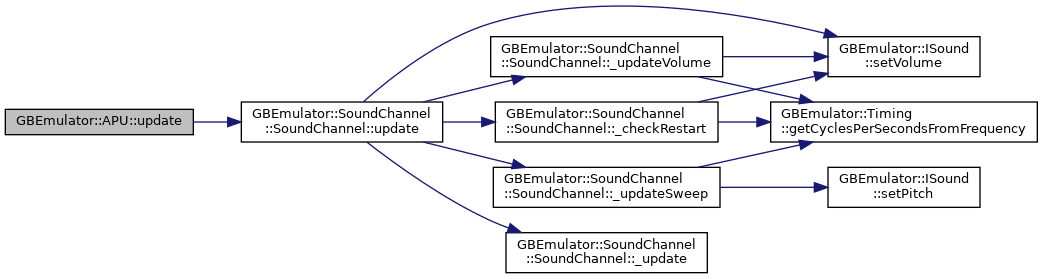 GBEmulator::APU::update
GBEmulator::SoundChannel
::SoundChannel::update
GBEmulator::SoundChannel
::SoundChannel::_updateVolume
GBEmulator::SoundChannel
::SoundChannel::_checkRestart
GBEmulator::SoundChannel
::SoundChannel::_updateSweep
GBEmulator::SoundChannel
::SoundChannel::_update
GBEmulator::ISound
::setVolume
GBEmulator::Timing
::getCyclesPerSecondsFromFrequency
GBEmulator::ISound
::setPitch